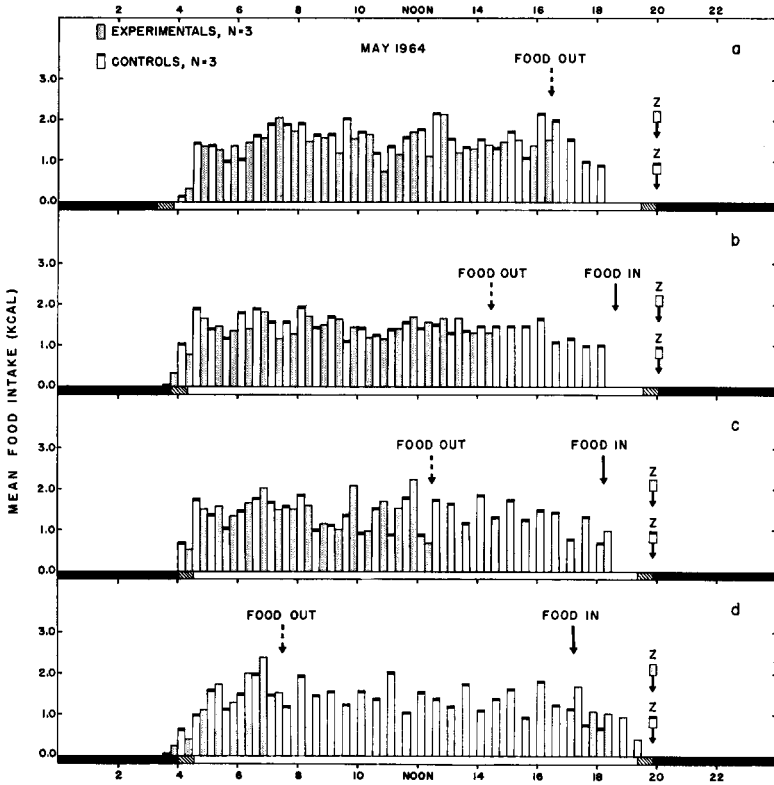 2 4 6 8 10 NOON 14 16 18 20 22
EXPERIMENTALS, N=3
CONTROLS, N=3
MAY 1964
a
FOOD OUT
3.0
2.0
1.0
0.0
Z
Z
b
FOOD OUT
FOOD IN
3.0
2.0
1.0
0.0
Z
Z
MEAN FOOD INTAKE (KCAL)
c
FOOD OUT
FOOD IN
3.0
2.0
1.0
0.0
Z
Z
d
FOOD OUT
FOOD IN
3.0
2.0
1.0
0.0
Z
Z
2 4 6 8 10 NOON 14 16 18 20 22